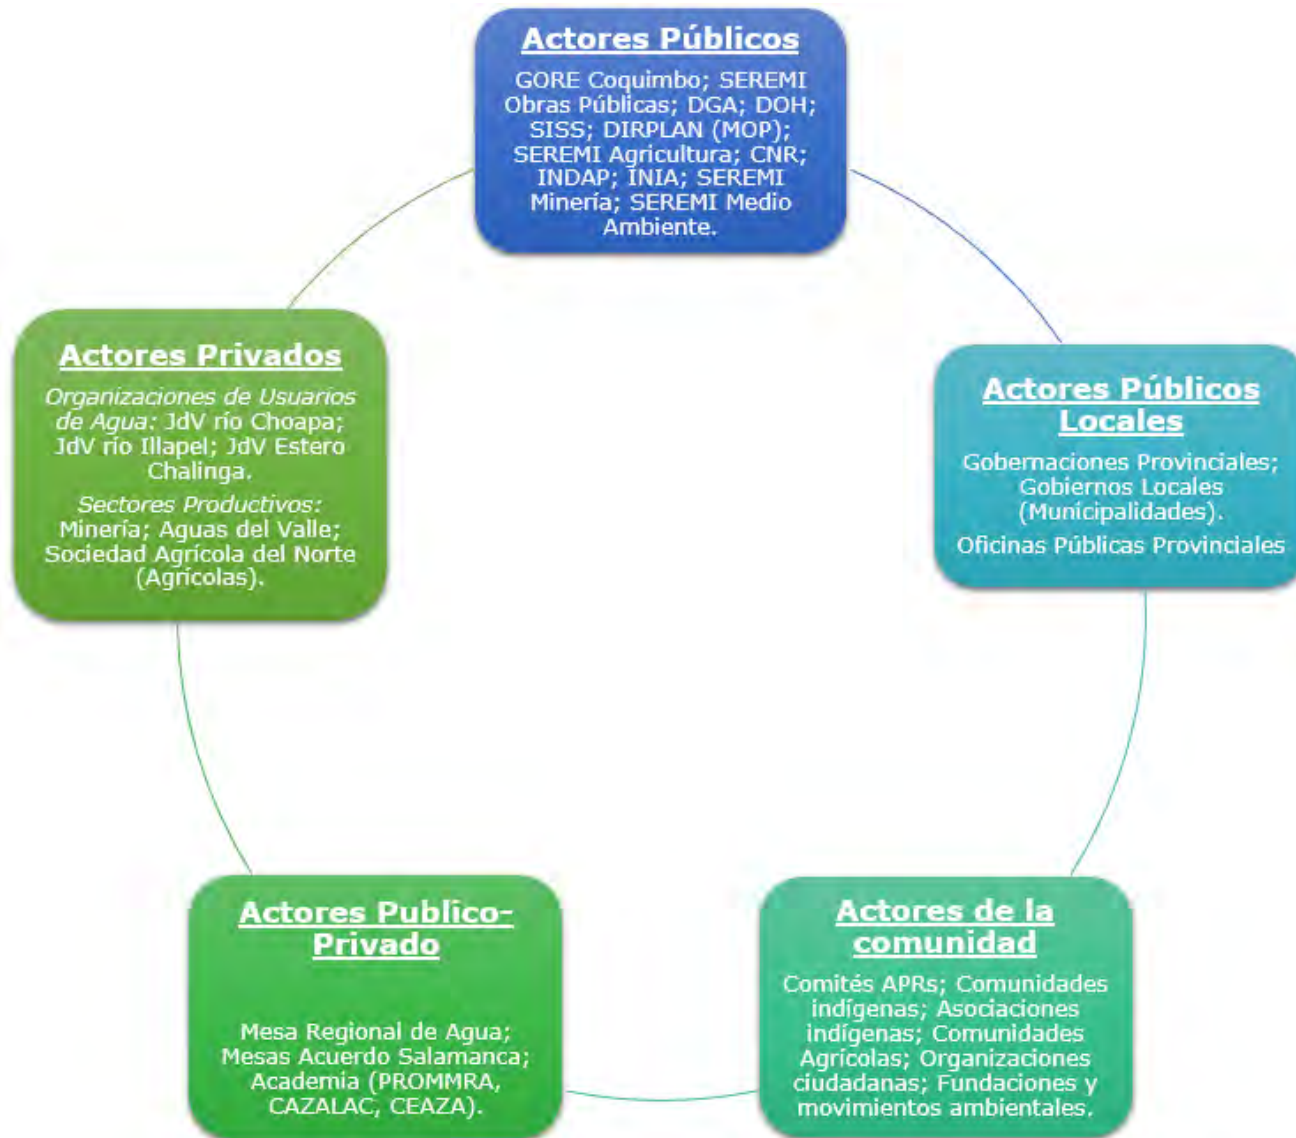 Actores Públicos
GORE Coquimbo; SEREMI
Obras Públicas; DGA; DOH;
SISS; DIRPLAN (MOP);
SEREMI Agricultura; CNR;
INDAP; INIA; SEREMI
Minería; SEREMI Medio
Ambiente.
Actores Públicos
Locales
Gobernaciones Provinciales;
Gobiernos Locales
(Municipalidades).
Oficinas Públicas Provinciales
Actores de la
comunidad
Comités APRs; Comunidades
indígenas; Asociaciones
indígenas; Comunidades
Agrícolas; Organizaciones
ciudadanas; Fundaciones y
movimientos ambientales.
Actores Publico-
Privado
Mesa Regional de Agua;
Mesas Acuerdo Salamanca;
Academia (PROMMRA,
CAZALAC, CEAZA).
Actores Privados
Organizaciones de Usuarios
de Agua: JdV río Choapa;
JdV río Illapel; JdV Estero
Chalinga.
Sectores Productivos:
Minería; Aguas del Valle;
Sociedad Agrícola del Norte
(Agrícolas).